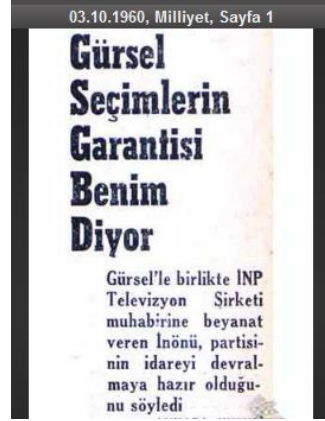 03.10.1960, Milliyet, Sayfa 1
Gürsel
Seçimlerin
Garantisi
Benim
Diyor
Gürsel'le birlikte İNP
Televizyon Şirketi
muhabirine beyanat
veren İnönü, partisi-
nin idareyi devral-
maya hazır olduğu-
nu söyledi